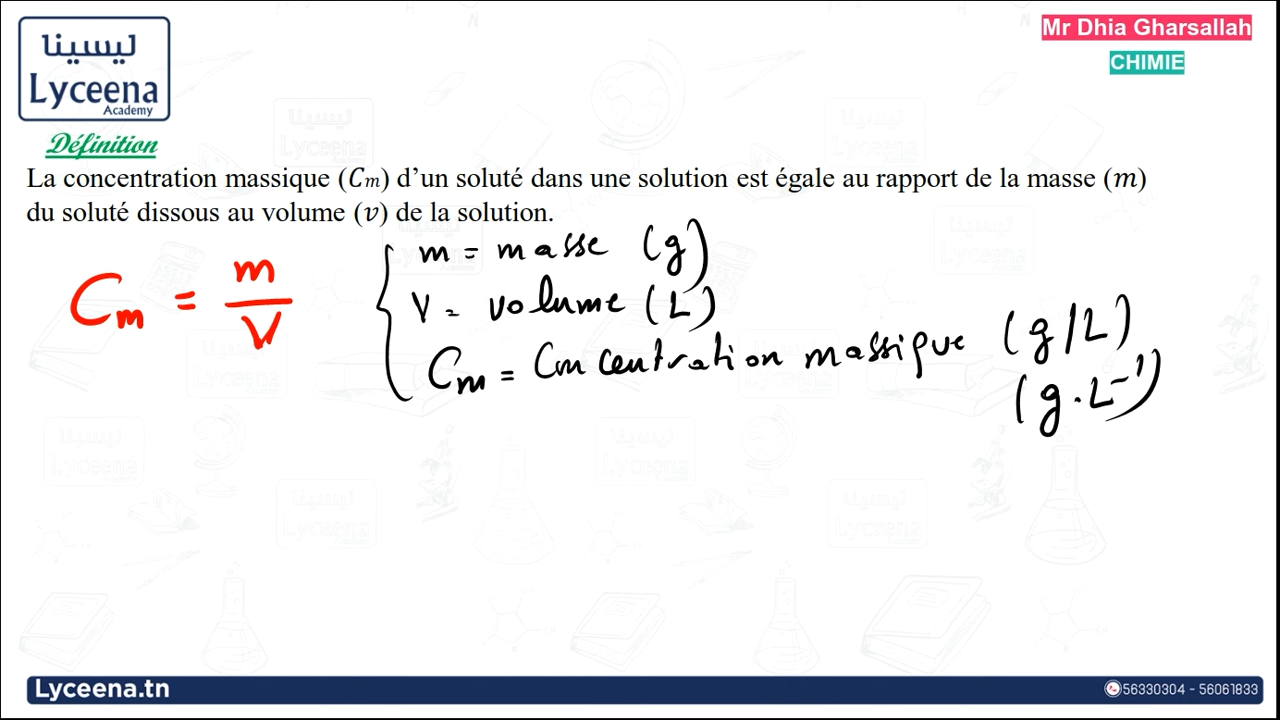 ليسينا
Lyceena
Academy
Mr Dhia Gharsallah
CHIMIE
Définition
La concentration massique (Cm) d’un soluté dans une solution est égale au rapport de la masse (m)
du soluté dissous au volume (v) de la solution.
Cm = m/V
m = masse (g)
V = volume (L)
Cm = Concentration massique (g/L)
(g.L⁻¹)
Lyceena.tn
56330304 - 56061833